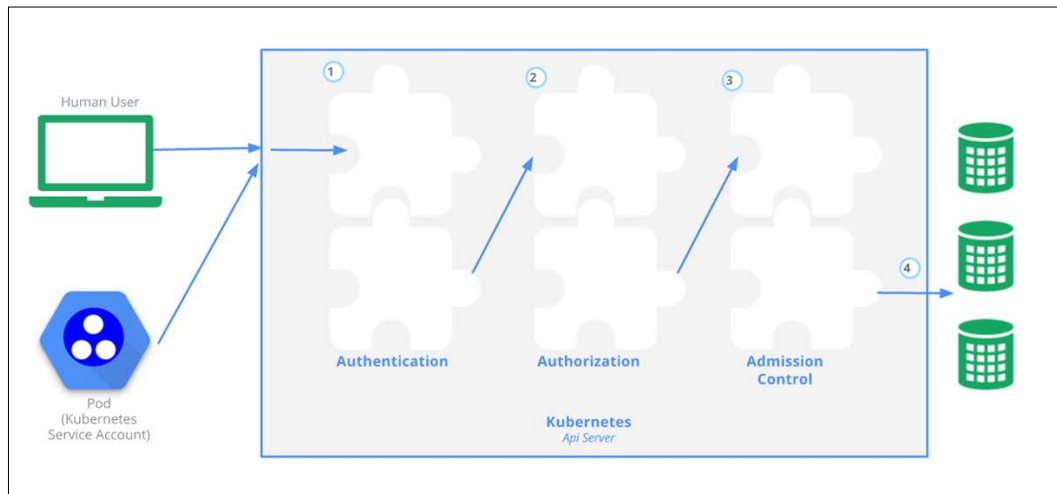 1
2
3
4
Human User
Pod
(Kubernetes
Service Account)
Authentication
Authorization
Admission
Control
Kubernetes
Api Server